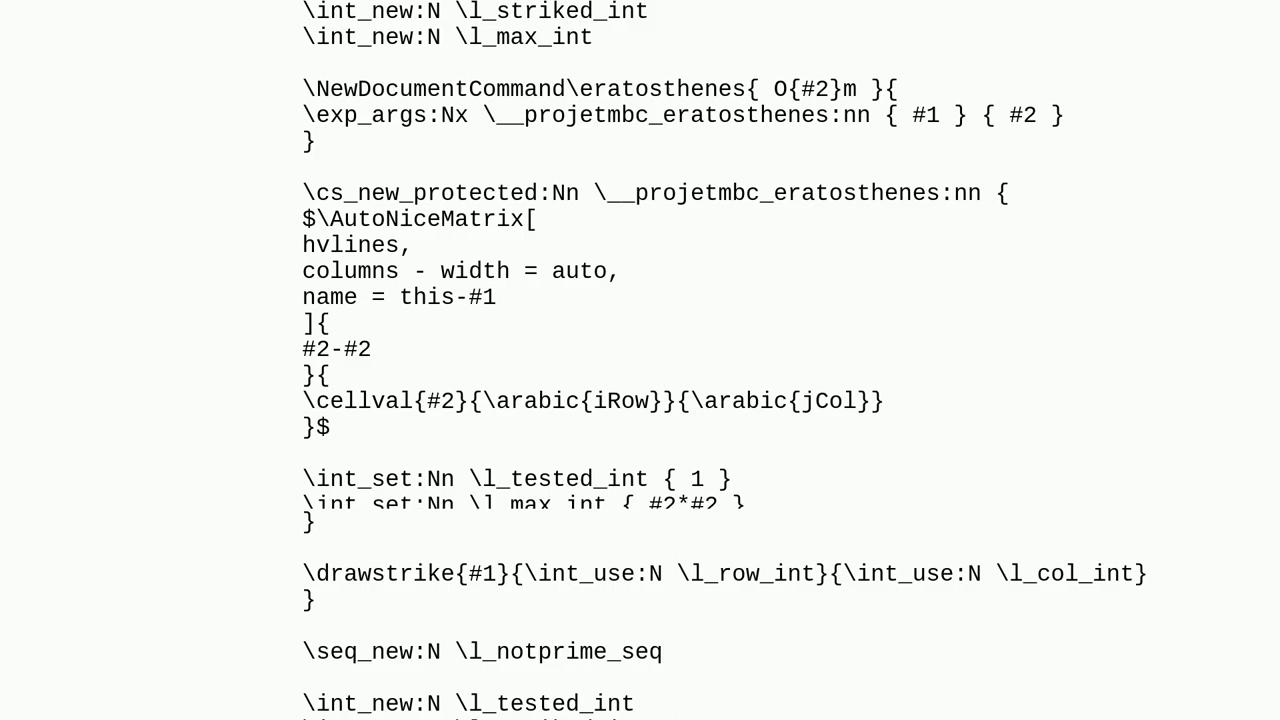 \int_new:N \l_striked_int
\int_new:N \l_max_int
\NewDocumentCommand\eratosthenes{ O{#2}m }{
\exp_args:Nx \__projetmbc_eratosthenes:nn { #1 } { #2 }
}
\cs_new_protected:Nn \__projetmbc_eratosthenes:nn {
$\AutoNiceMatrix[
hvlines,
columns - width = auto,
name = this-#1
]{
#2-#2
}{
\cellval{#2}{\arabic{iRow}}{\arabic{jCol}}
}$
\int_set:Nn \l_tested_int { 1 }
\int_set:Nn \l_max_int { #2*#2 }
}
\drawstrike{#1}{\int_use:N \l_row_int}{\int_use:N \l_col_int}
}
\seq_new:N \l_notprime_seq
\int_new:N \l_tested_int